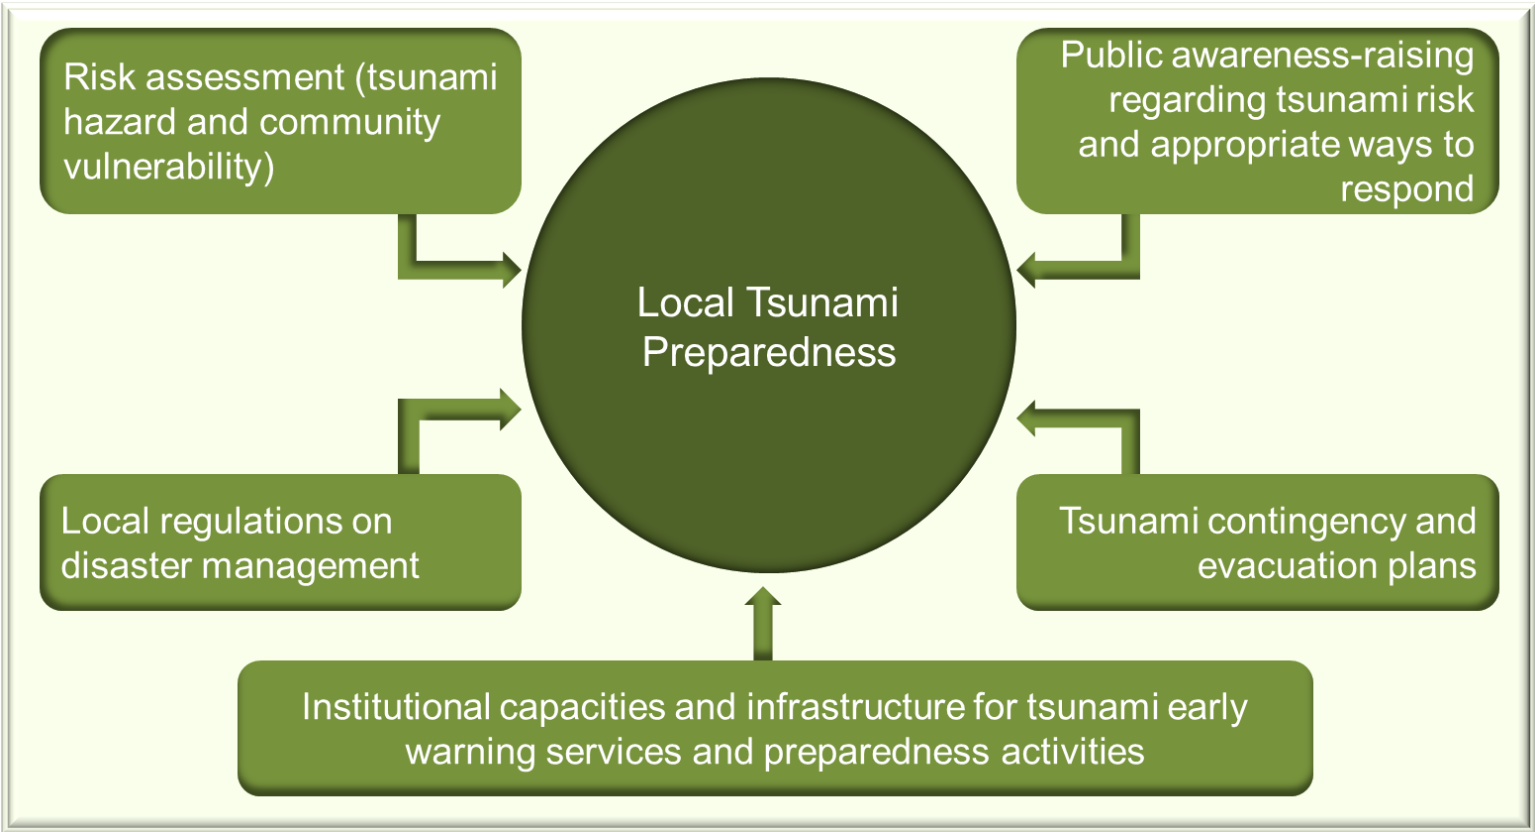 Risk assessment (tsunami
hazard and community
vulnerability)
Public awareness-raising
regarding tsunami risk
and appropriate ways to
respond
Local Tsunami
Preparedness
Local regulations on
disaster management
Tsunami contingency and
evacuation plans
Institutional capacities and infrastructure for tsunami early
warning services and preparedness activities